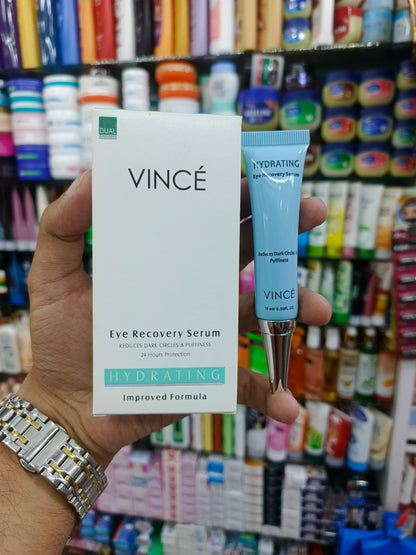 DUAL
VINCÉ
Eye Recovery Serum
REDUCES DARK CIRCLES & PUFFINESS
24 Hours Protection
HYDRATING
Improved Formula
HYDRATING
Eye Recovery Serum
Reduces Dark Circles
Puffiness
VINCÉ